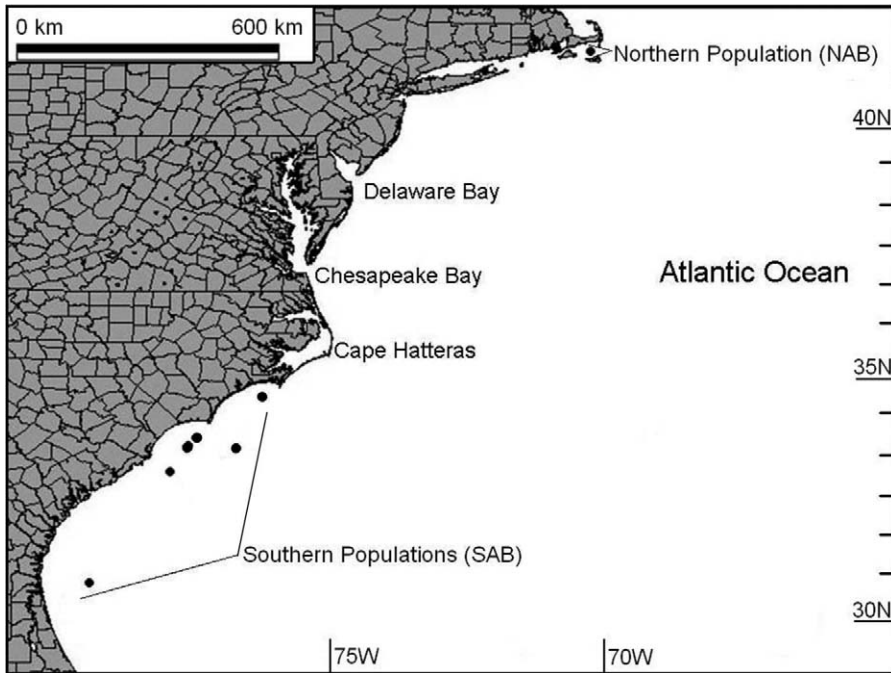 0 km 600 km
Northern Population (NAB)
40N
Delaware Bay
Chesapeake Bay
Atlantic Ocean
Cape Hatteras
35N
Southern Populations (SAB)
30N
75W
70W